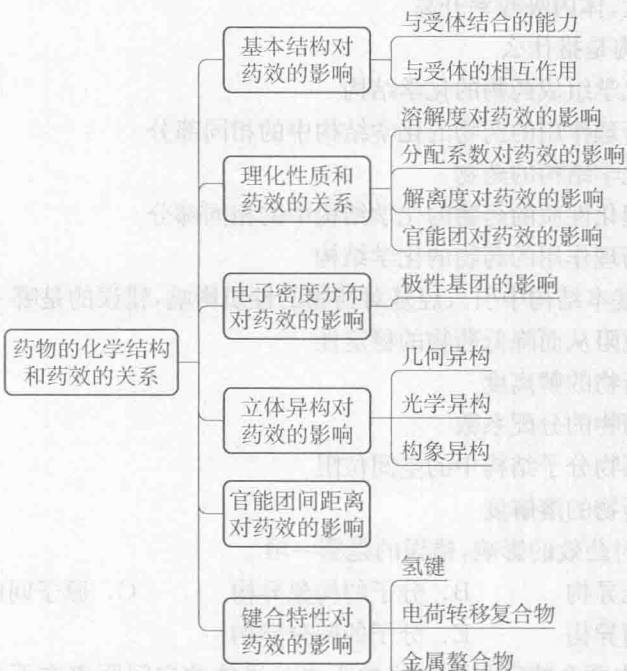 与受体结合的能力
基本结构对
药效的影响
与受体的相互作用
溶解度对药效的影响
分配系数对药效的影响
理化性质和
药效的关系
解离度对药效的影响
官能团对药效的影响
电子密度分布
对药效的影响
极性基团的影响
药物的化学结构
和药效的关系
几何异构
立体异构对
药效的影响
光学异构
构象异构
官能团间距离
对药效的影响
氢键
键合特性对
药效的影响
电荷转移复合物
金属螯合物